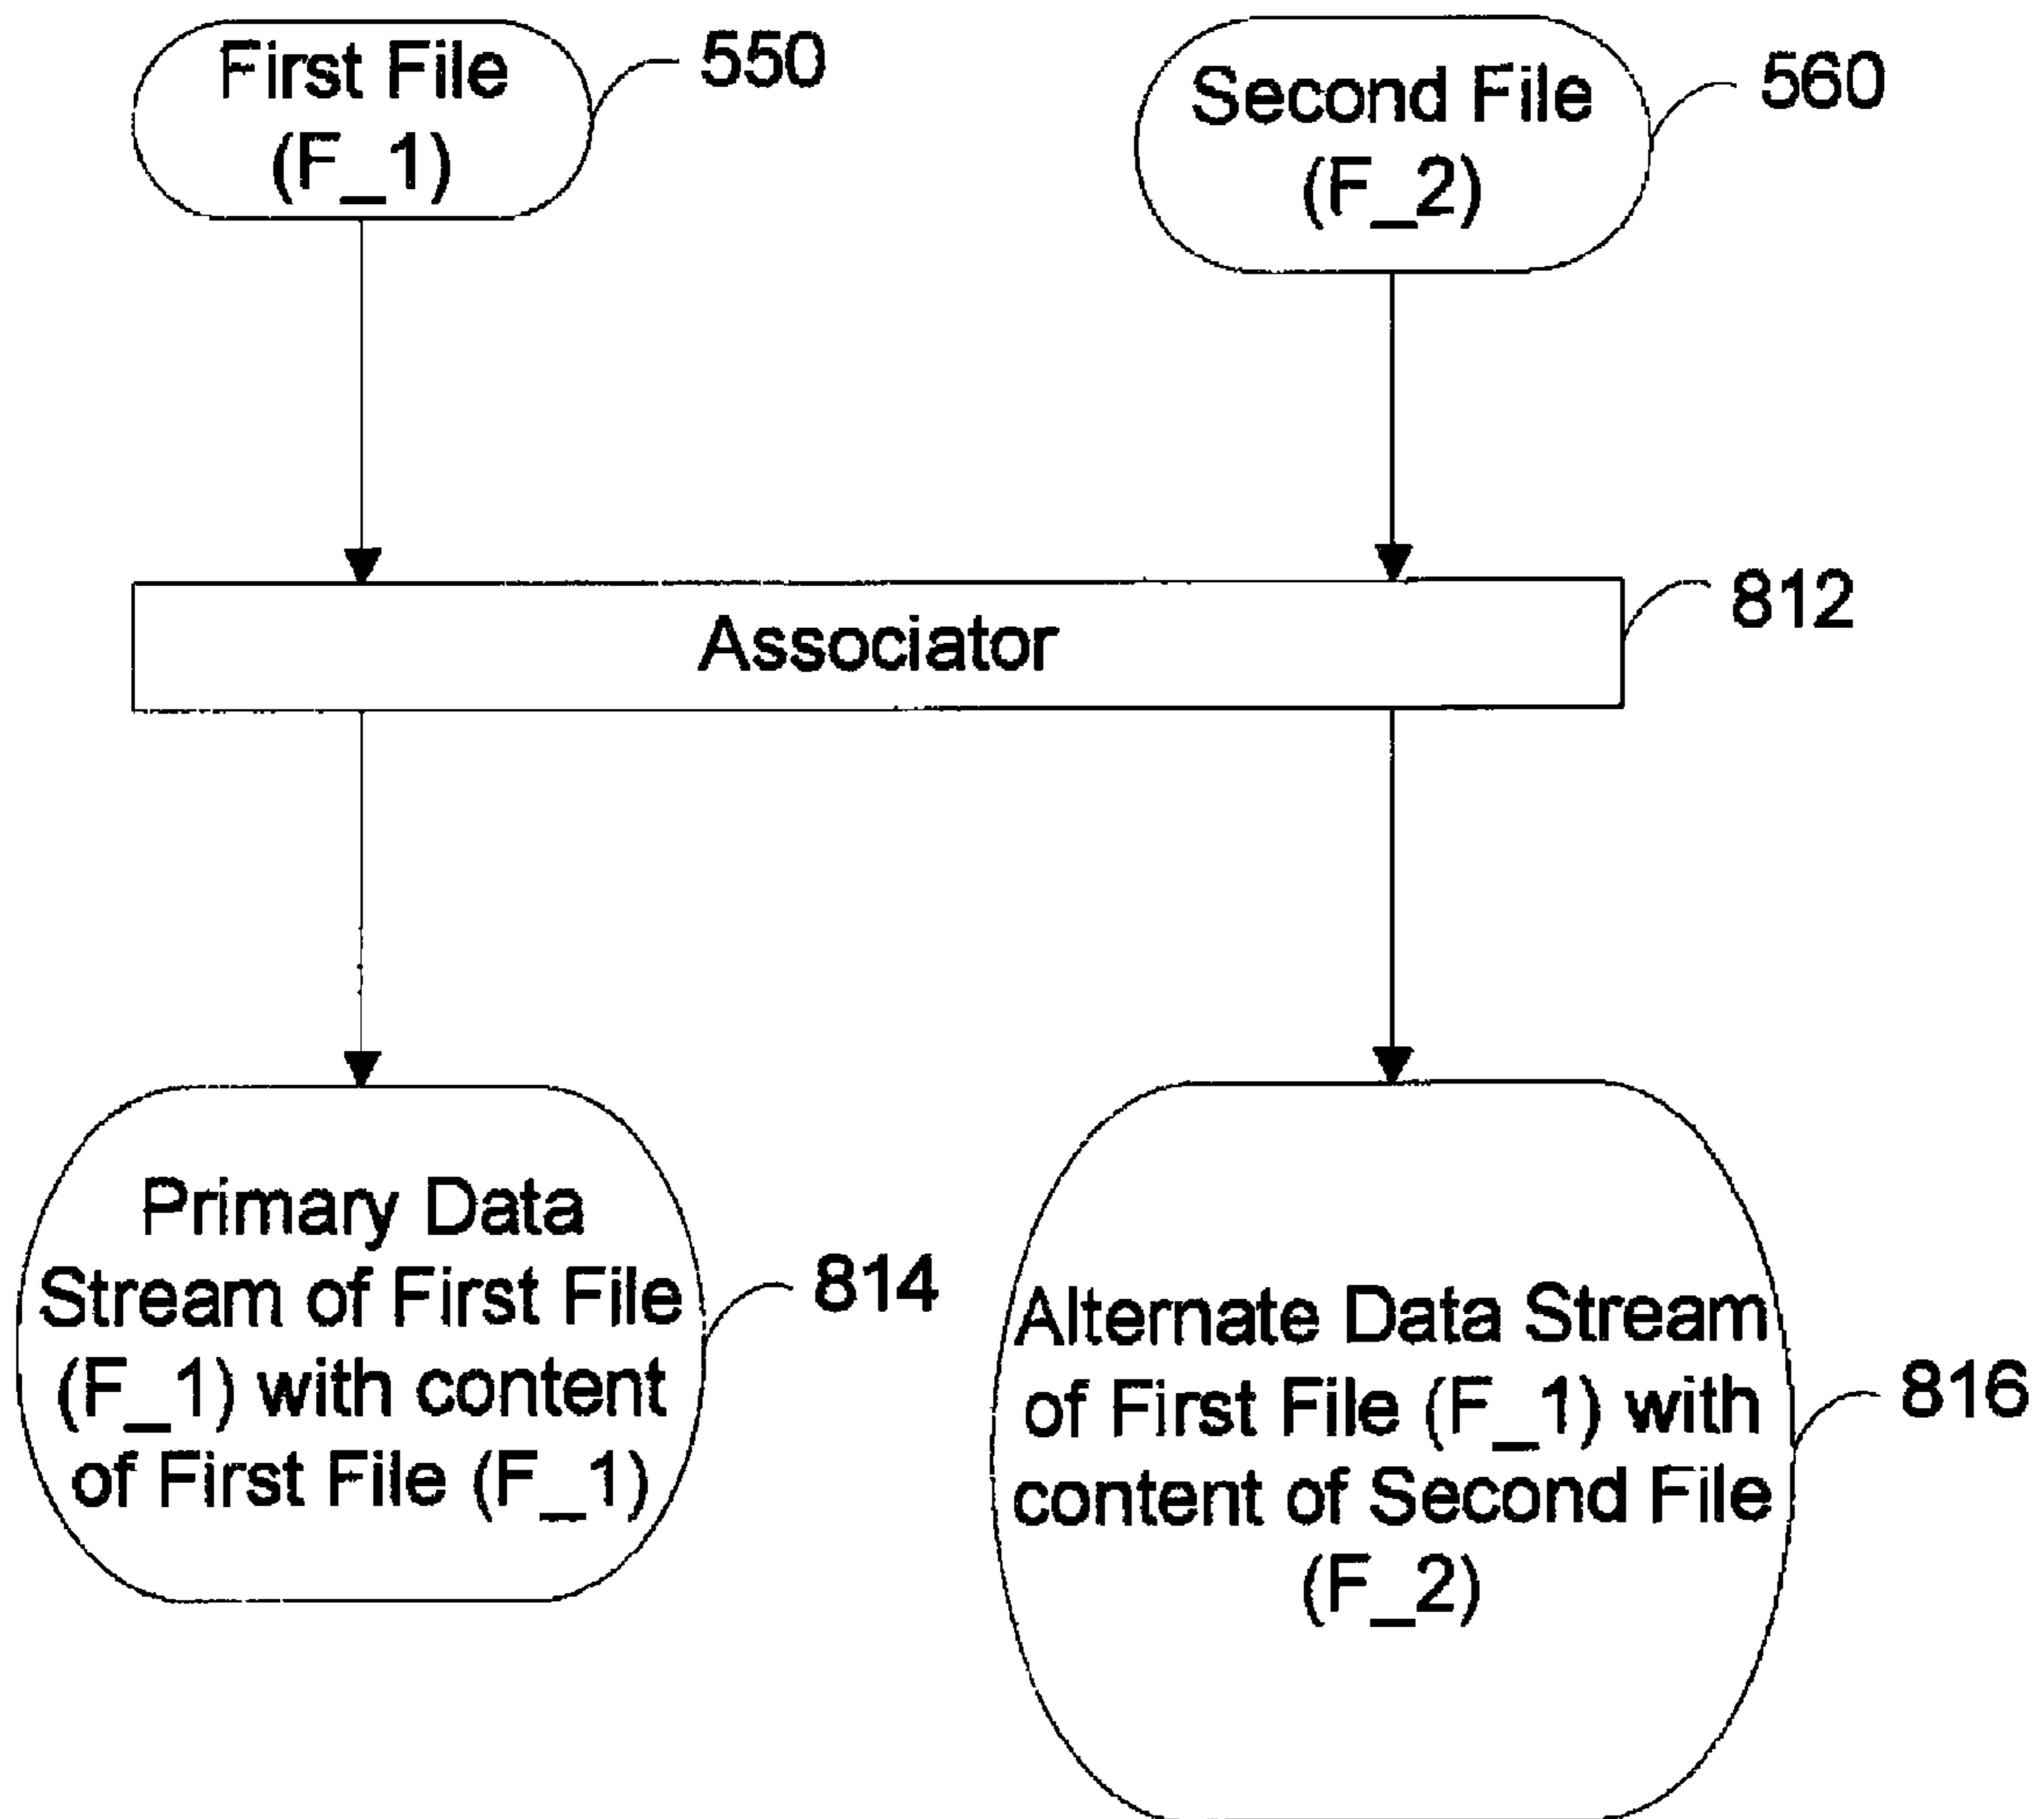 First File
(F_1)
550
Second File
(F_2)
560
Associator
812
Primary Data
Stream of First File
(F_1) with content
of First File (F_1)
814
Alternate Data Stream
of First File (F_1) with
content of Second File
(F_2)
816